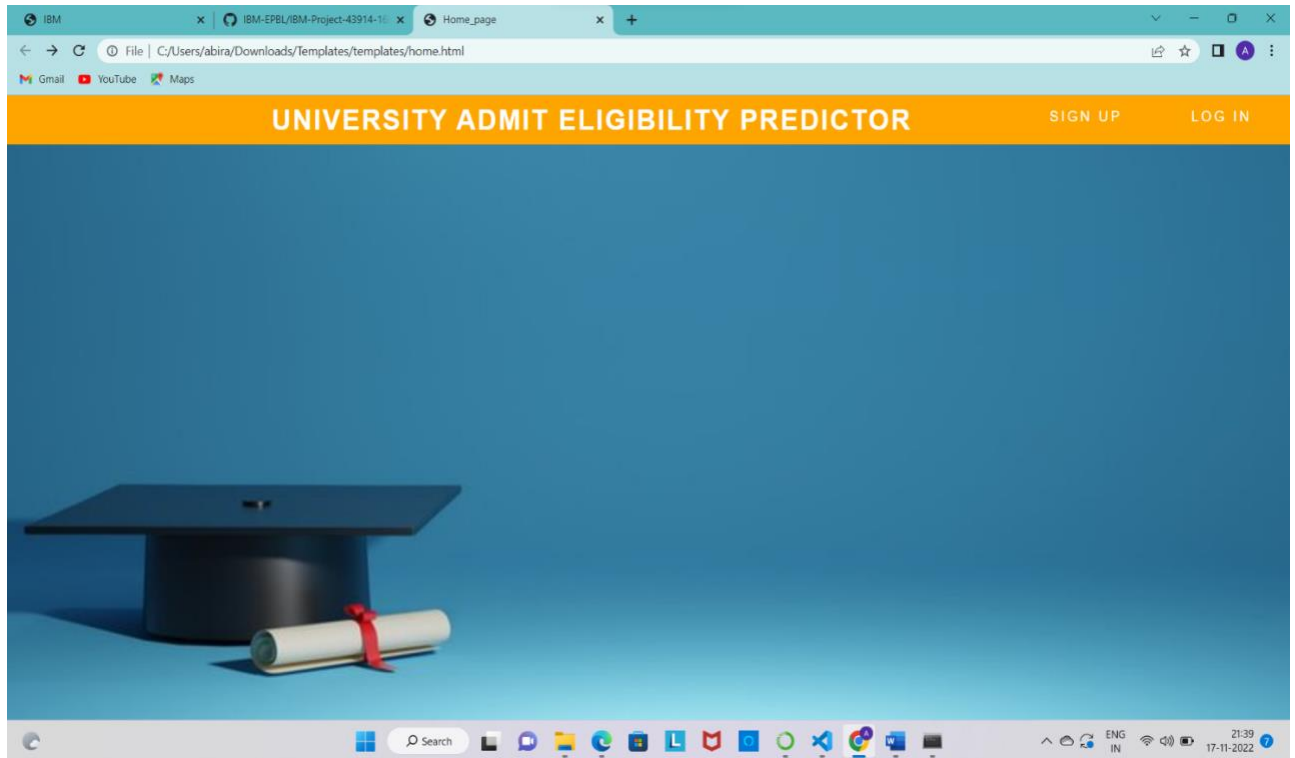 IBM
IBM-EPBL/IBM-Project-43914-16
Home_page
File | C:/Users/abira/Downloads/Templates/templates/home.html
A
Gmail YouTube Maps
UNIVERSITY ADMIT ELIGIBILITY PREDICTOR SIGN UP LOG IN
Search
ENG
IN
21:39
17-11-2022
7